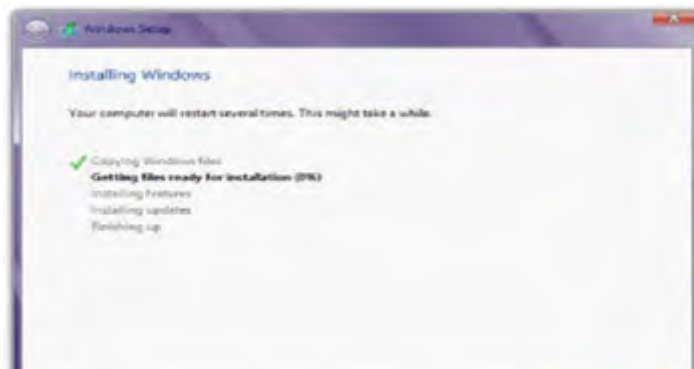 Windows Setup
Installing Windows
Your computer will restart several times. This might take a while.
Copying Windows files
Getting files ready for installation (0%)
Installing features
Installing updates
Finishing up